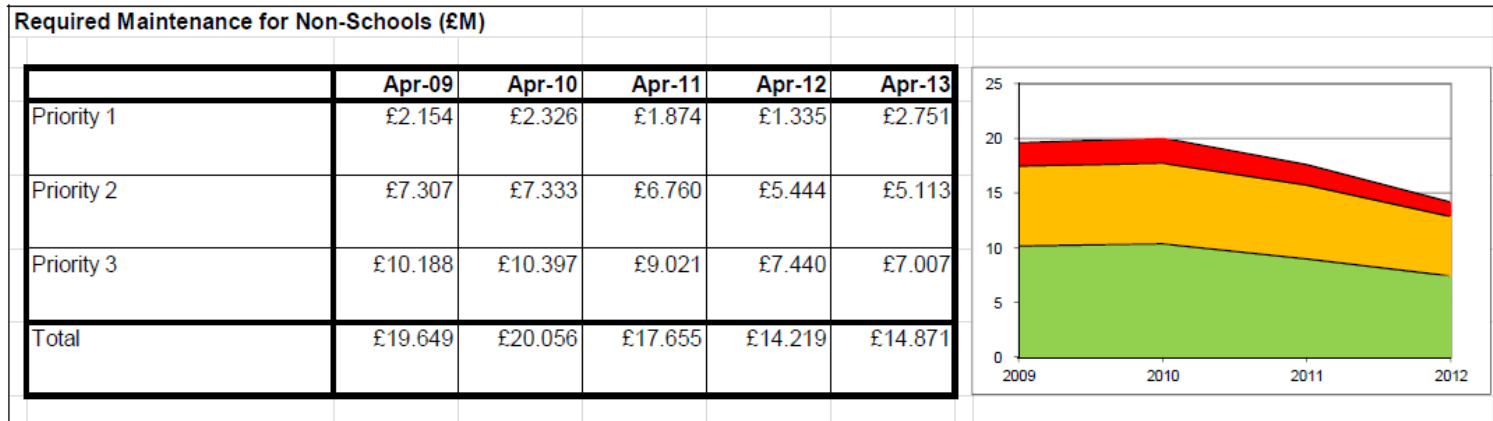 Required Maintenance for Non-Schools (£M)
Apr-09 Apr-10 Apr-11 Apr-12 Apr-13
Priority 1 £2.154 £2.326 £1.874 £1.335 £2.751
Priority 2 £7.307 £7.333 £6.760 £5.444 £5.113
Priority 3 £10.188 £10.397 £9.021 £7.440 £7.007
Total £19.649 £20.056 £17.655 £14.219 £14.871
25
20
15
10
5
0
2009 2010 2011 2012